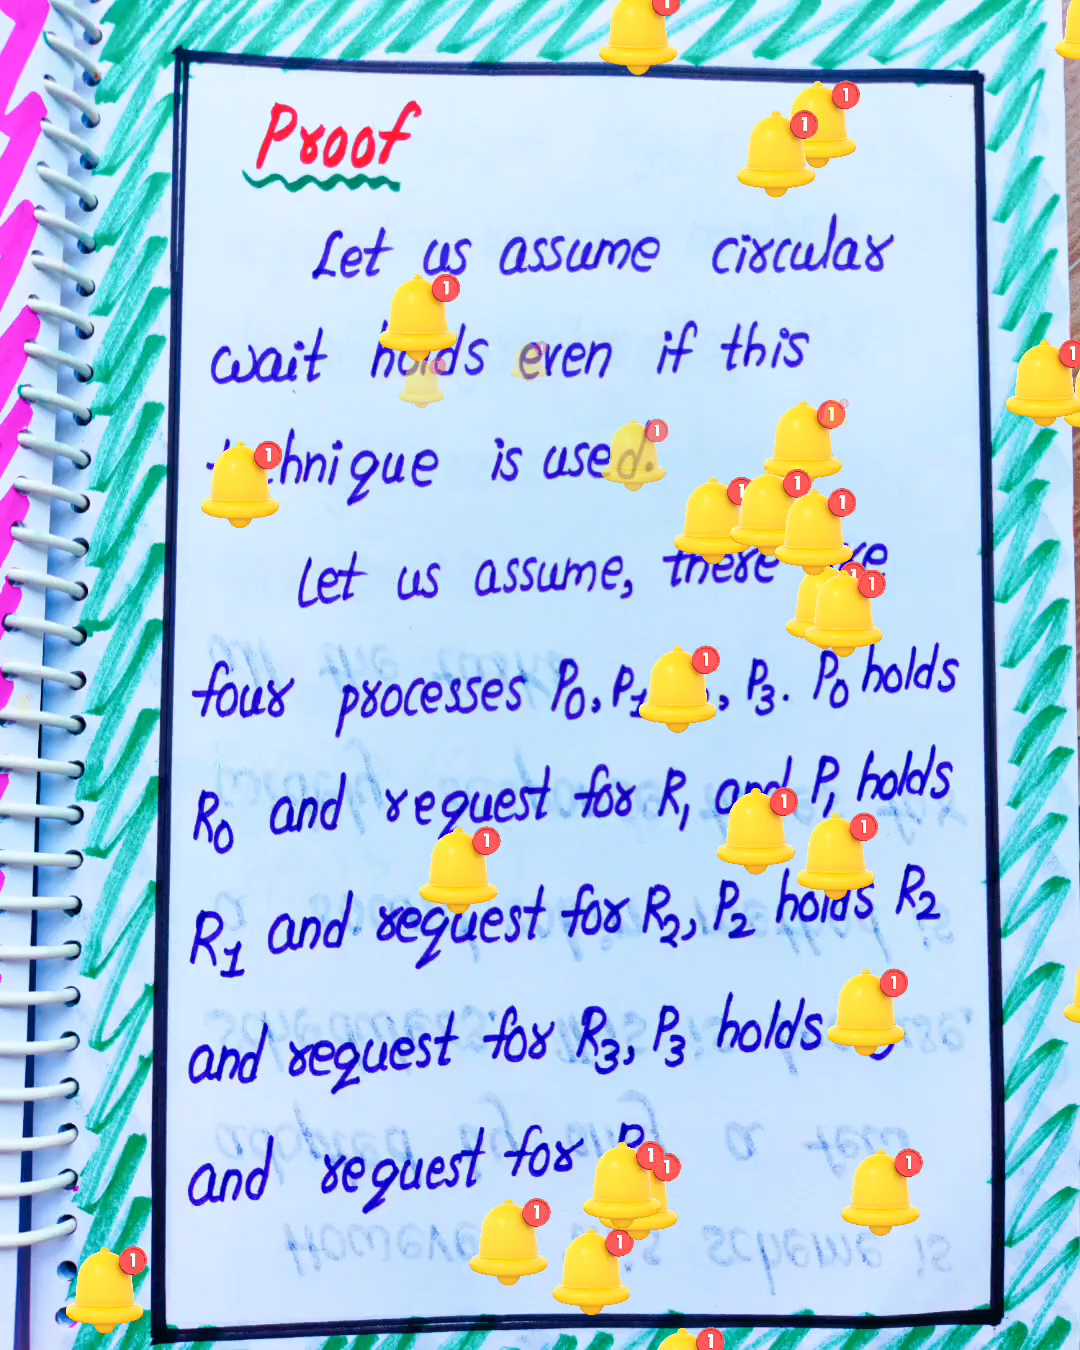 Proof
Let us assume circular
wait holds even if this
technique is used.
Let us assume, there are
four processes P0, P1, , P3. P0 holds
R0 and request for R1 and P1 holds
R1 and request for R2, P2 holds R2
and request for R3, P3 holds
and request for